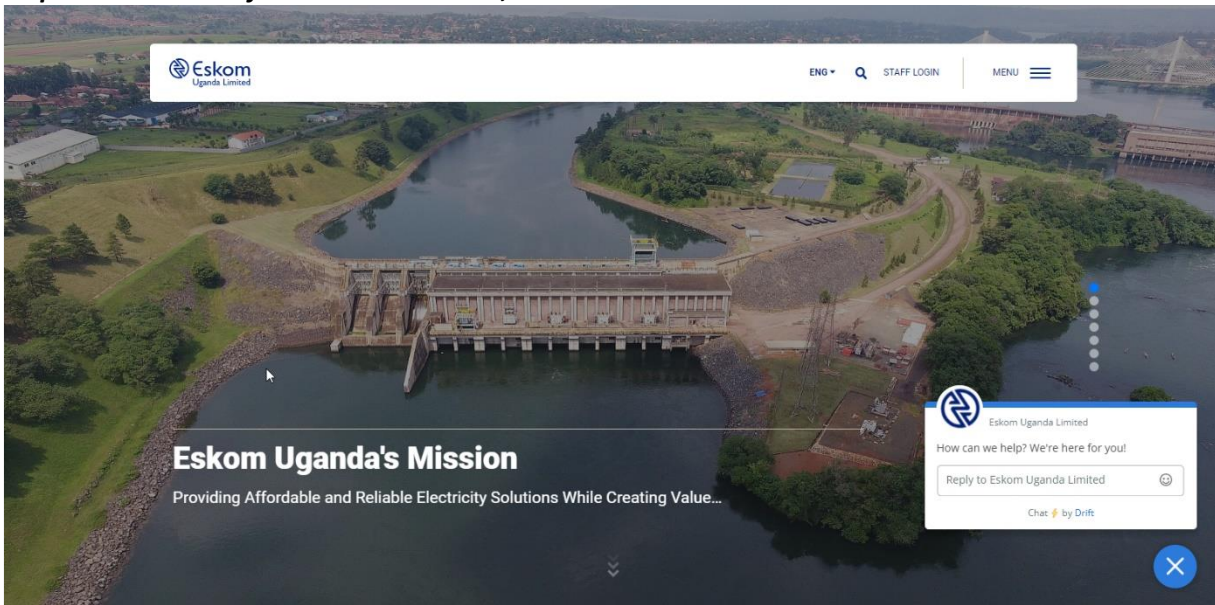 Eskom
Uganda Limited
ENG
STAFF LOGIN
MENU
Eskom Uganda Limited
How can we help? We're here for you!
Reply to Eskom Uganda Limited
Chat ⚡ by Drift
Eskom Uganda's Mission
Providing Affordable and Reliable Electricity Solutions While Creating Value...